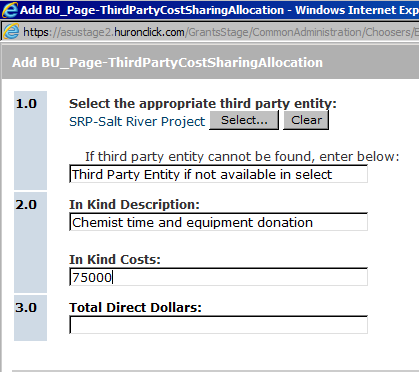 Add BU_Page-ThirdPartyCostSharingAllocation - Windows Internet Exp
https://asustage2.huronclick.com/GrantsStage/CommonAdministration/Choosers/E
Add BU_Page-ThirdPartyCostSharingAllocation
1.0 Select the appropriate third party entity:
SRP-Salt River Project Select... Clear
If third party entity cannot be found, enter below:
Third Party Entity if not available in select
2.0 In Kind Description:
Chemist time and equipment donation
In Kind Costs:
75000
3.0 Total Direct Dollars: